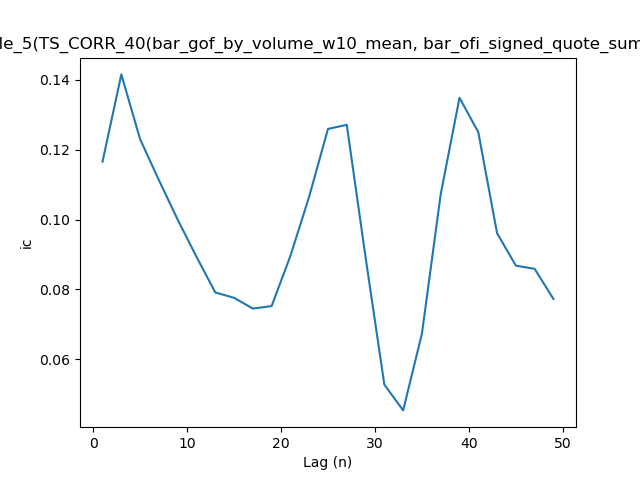 le_5(TS_CORR_40(bar_gof_by_volume_w10_mean, bar_ofi_signed_quote_sum
0.14
0.12
0.10
0.08
0.06
ic
0 10 20 30 40 50
Lag (n)